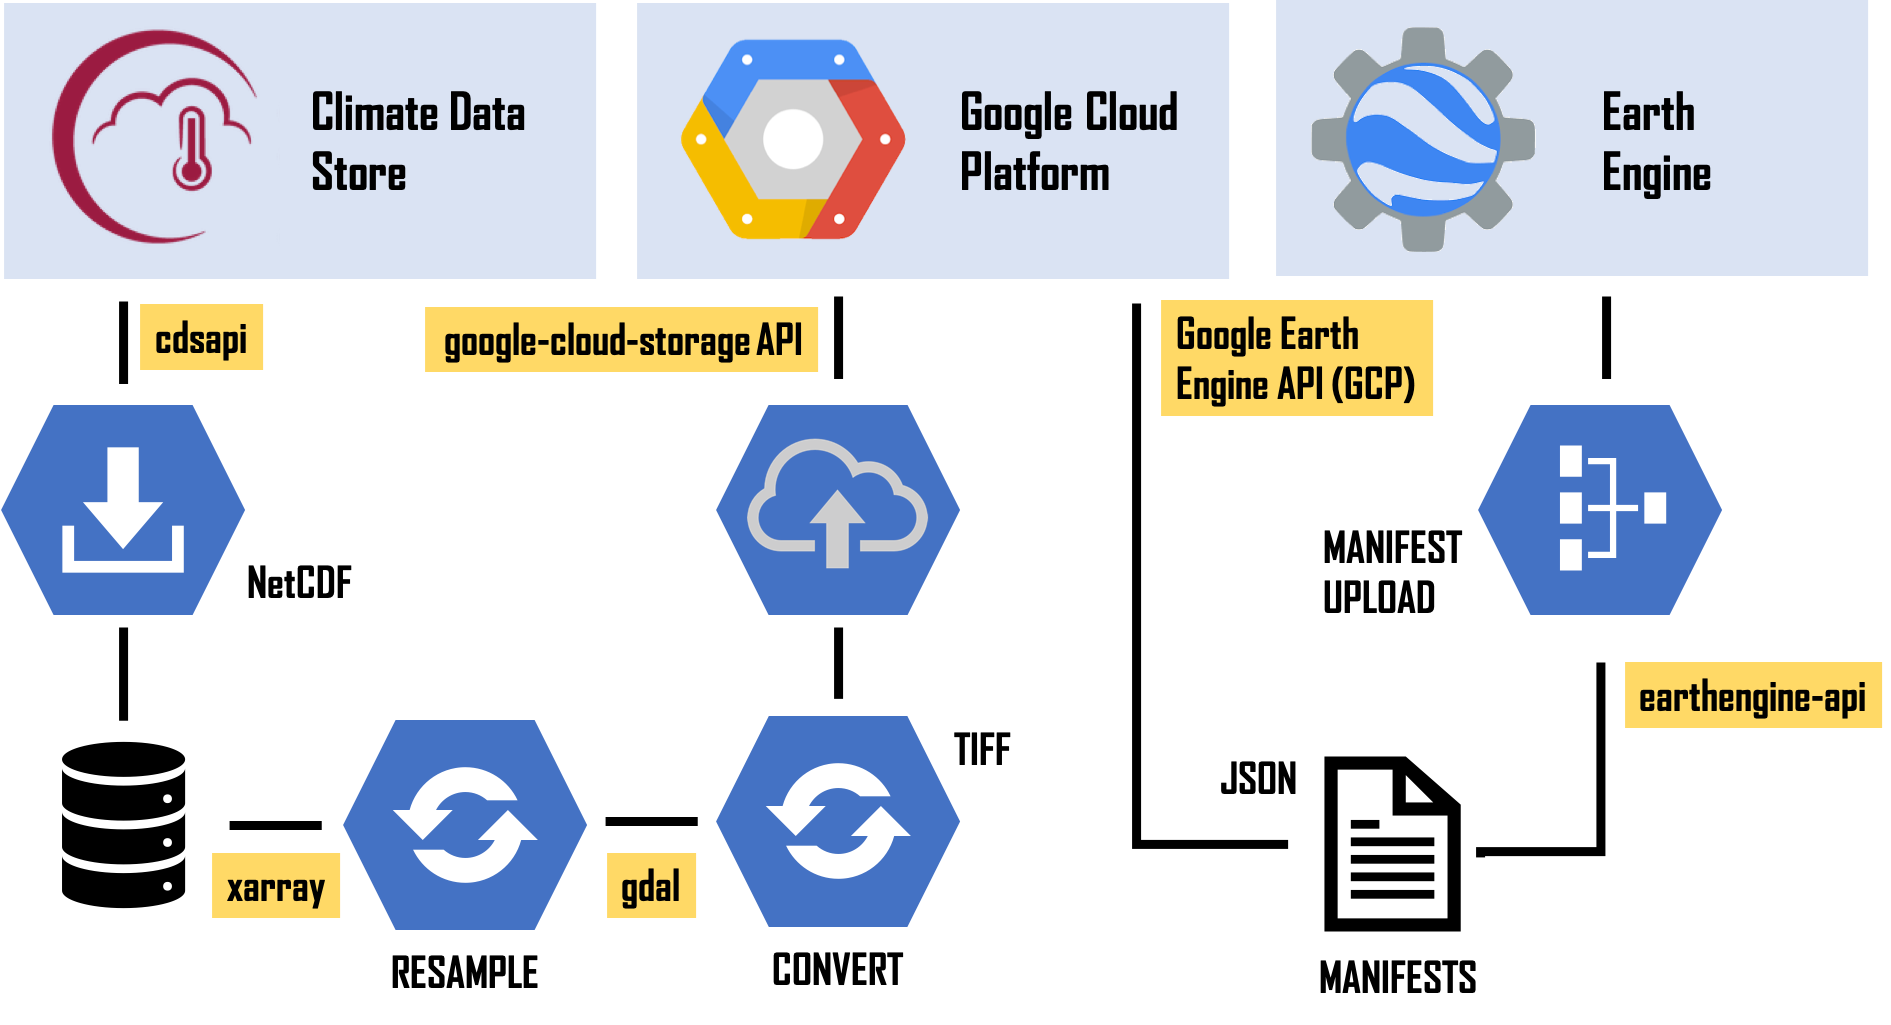 Climate Data
Store
Google Cloud
Platform
Earth
Engine
cdsapi
google-cloud-storage API
Google Earth
Engine API (GCP)
NetCDF
MANIFEST
UPLOAD
earthengine-api
TIFF
JSON
xarray
gdal
RESAMPLE
CONVERT
MANIFESTS